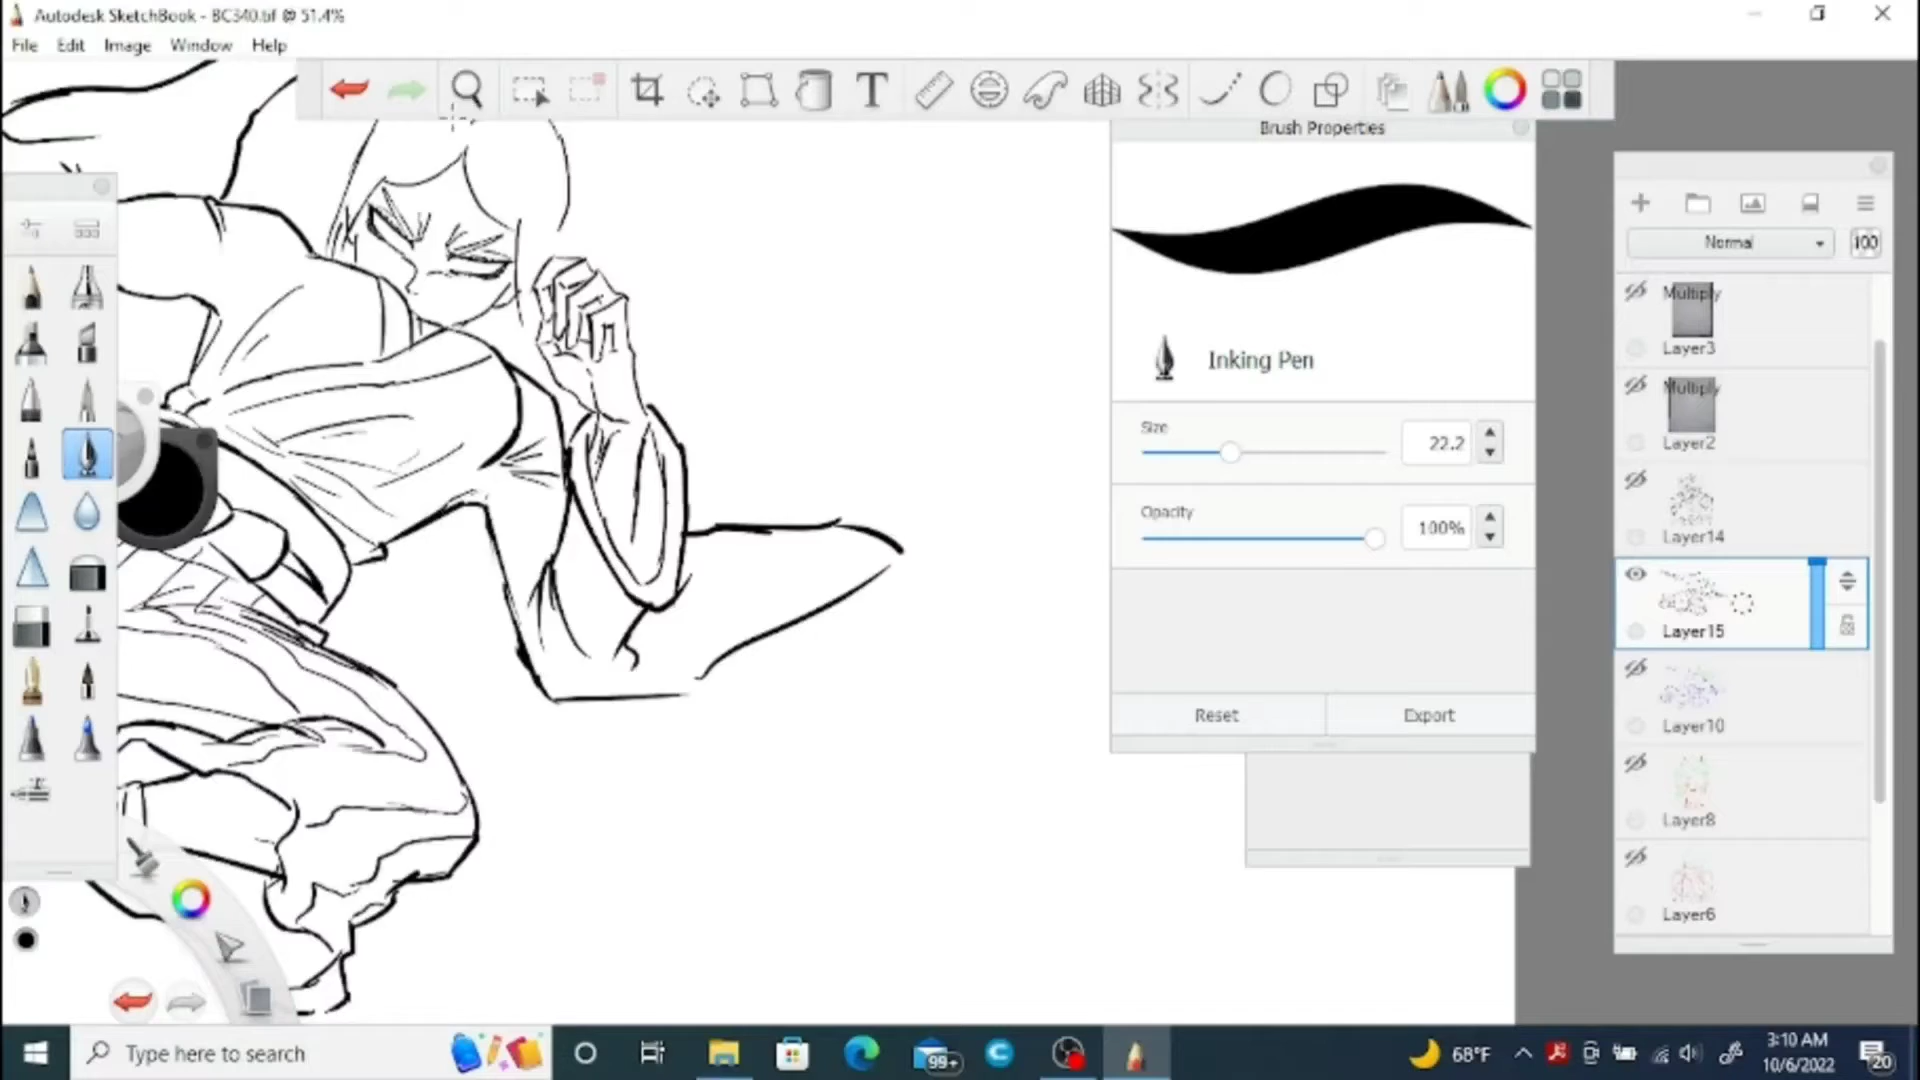 Autodesk SketchBook - BC340.tif @ 51.4%
File Edit Image Window Help
T
Brush Properties
Inking Pen
Size
22.2
Opacity
100%
Reset Export
Normal 100
Multiply
Layer3
Multiply
Layer2
Layer14
Layer15
Layer10
Layer8
Layer6
Type here to search
99+
68°F
3:10 AM
10/6/2022
20